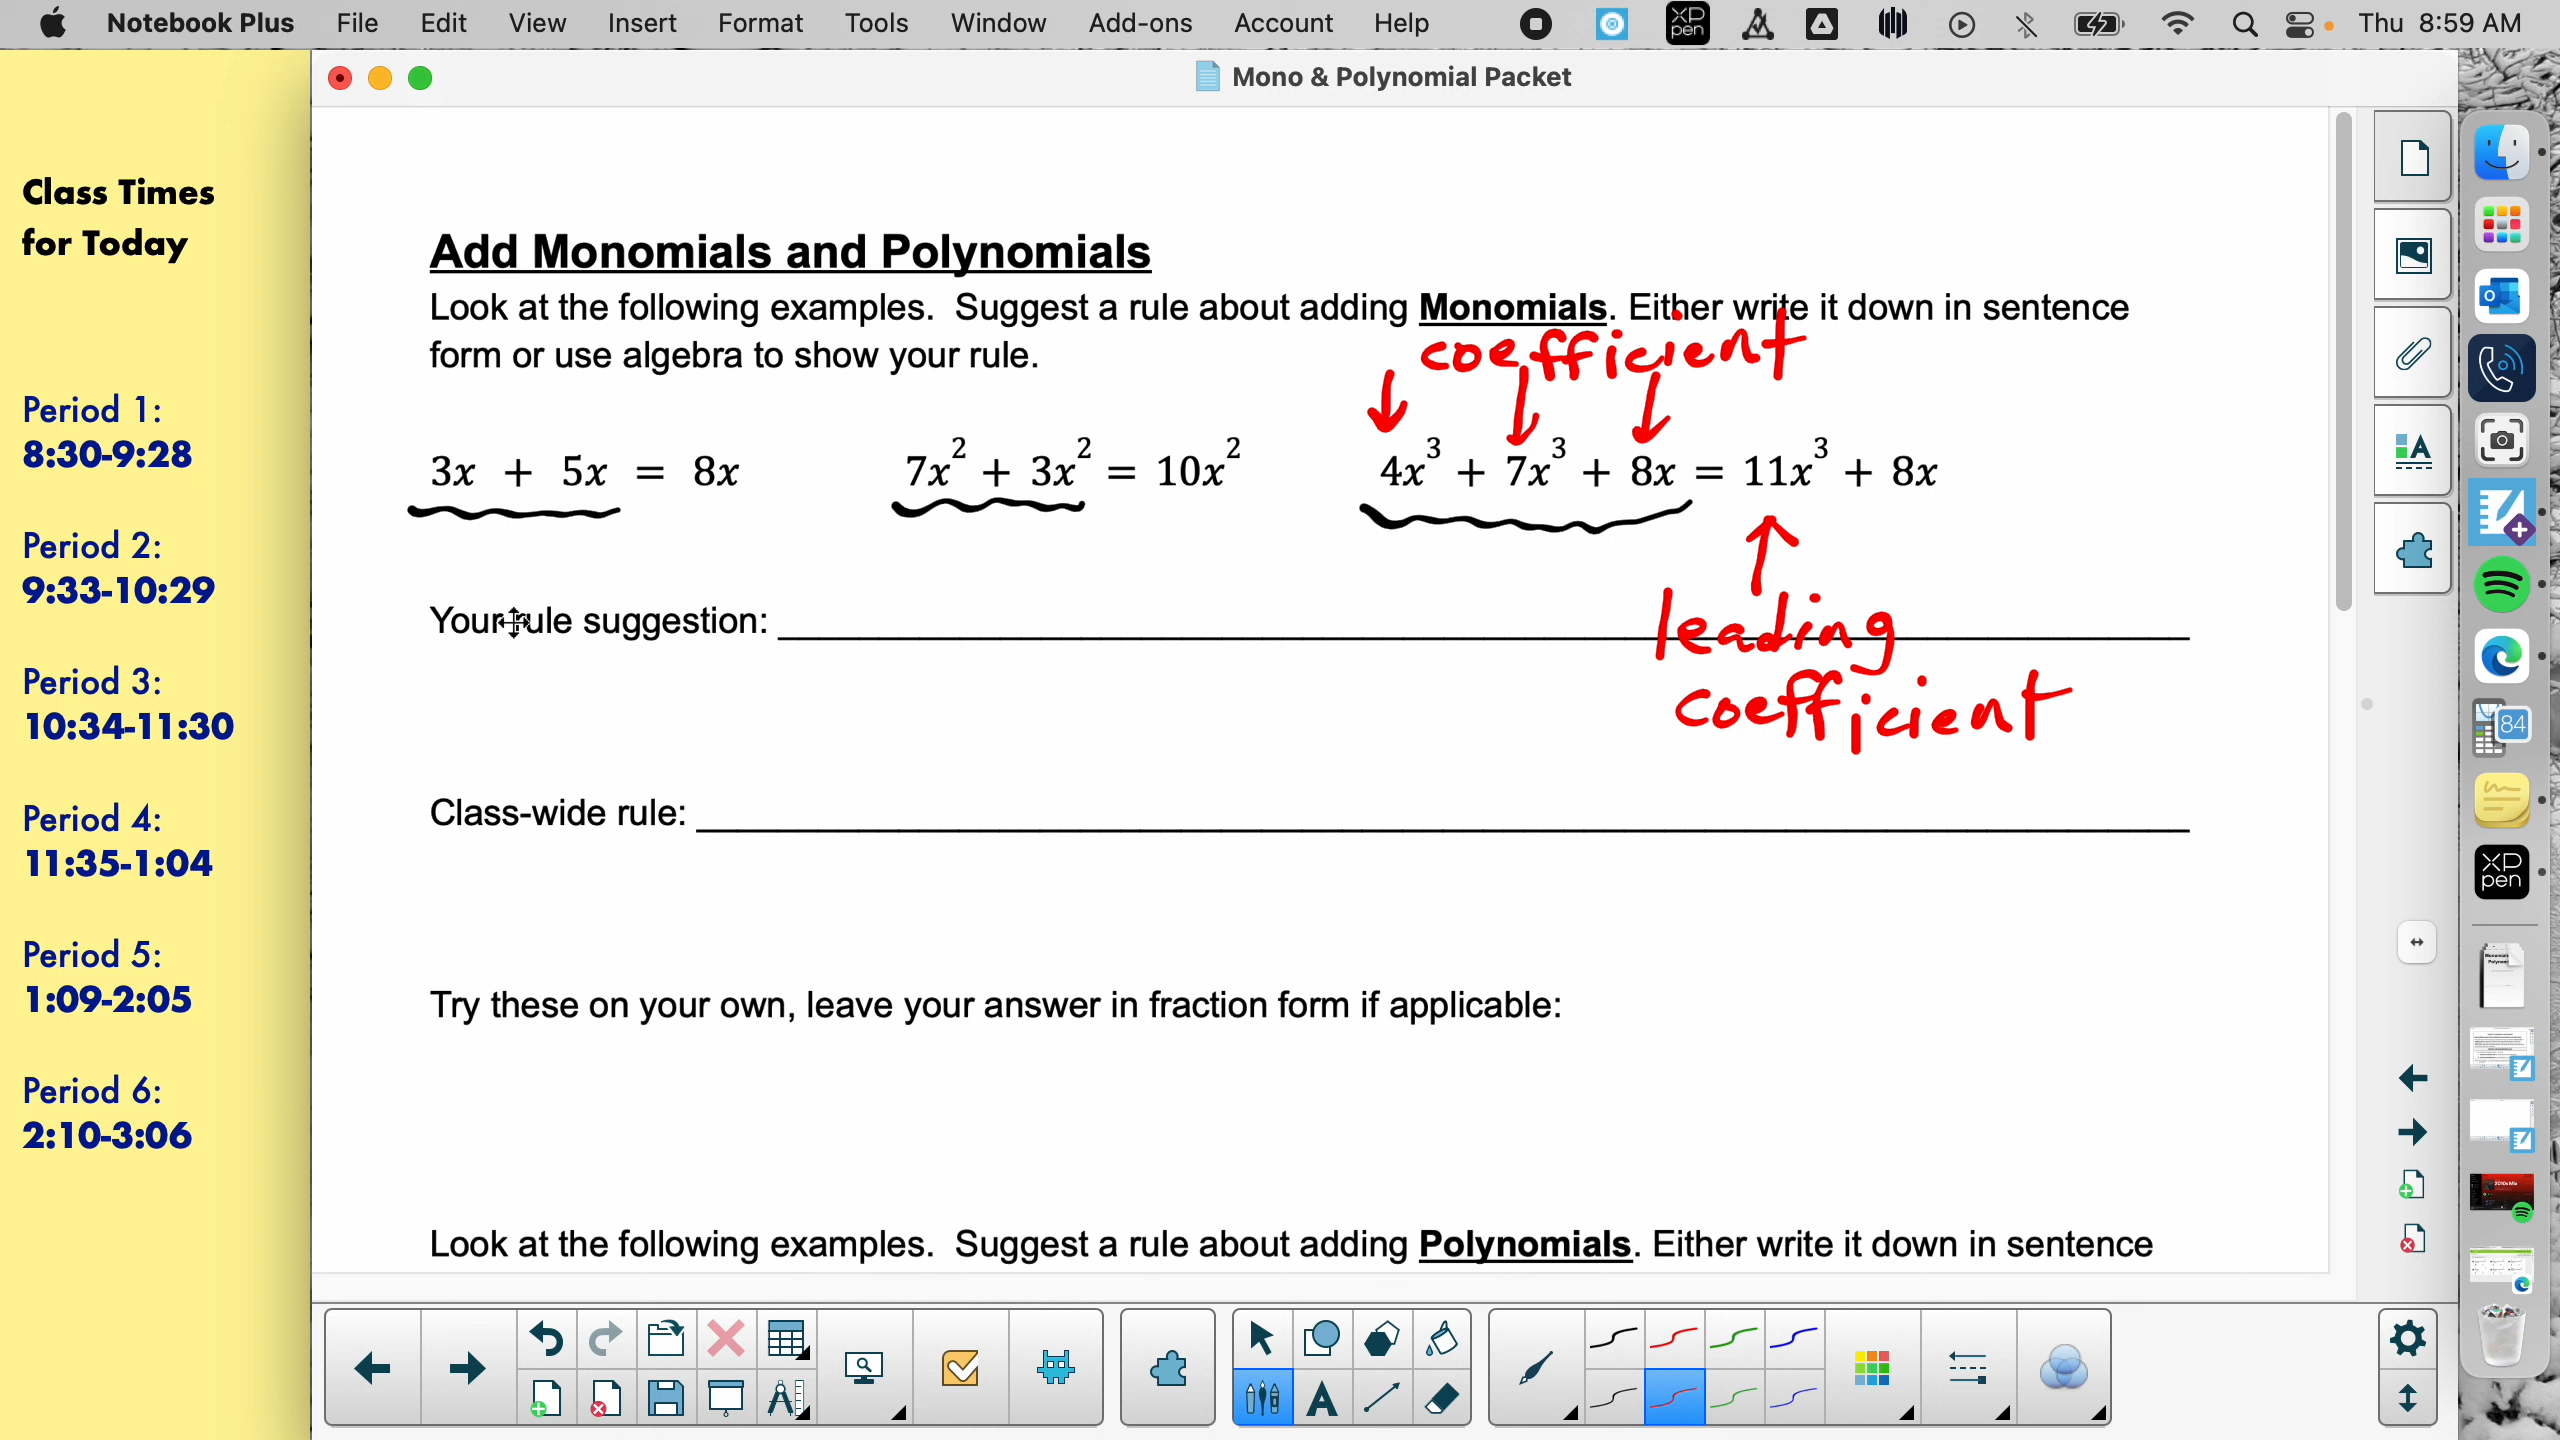 Notebook Plus File Edit View Insert Format Tools Window Add-ons Account Help XP pen Thu 8:59 AM
Mono & Polynomial Packet
Class Times
for Today
Period 1:
8:30-9:28
Period 2:
9:33-10:29
Period 3:
10:34-11:30
Period 4:
11:35-1:04
Period 5:
1:09-2:05
Period 6:
2:10-3:06
Add Monomials and Polynomials
Look at the following examples. Suggest a rule about adding Monomials. Either write it down in sentence
form or use algebra to show your rule.
coefficient
3x + 5x = 8x 7x² + 3x² = 10x² 4x³ + 7x³ + 8x = 11x³ + 8x
Your rule suggestion:
leading
coefficient
Class-wide rule:
Try these on your own, leave your answer in fraction form if applicable:
Look at the following examples. Suggest a rule about adding Polynomials. Either write it down in sentence
A
84
XP
pen
A